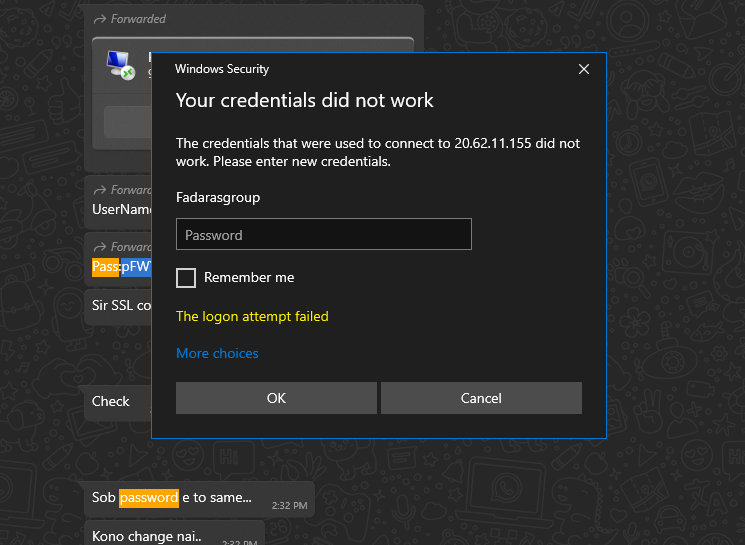 Forwarded
Windows Security
Your credentials did not work
The credentials that were used to connect to 20.62.11.155 did not
work. Please enter new credentials.
Fadarasgroup
Password
Remember me
The logon attempt failed
More choices
OK
Cancel
Forward
UserName
Forward
Pass:pFW
Sir SSL co
Check
Sob password e to same...
2:32 PM
Kono change nai..
2:32 PM